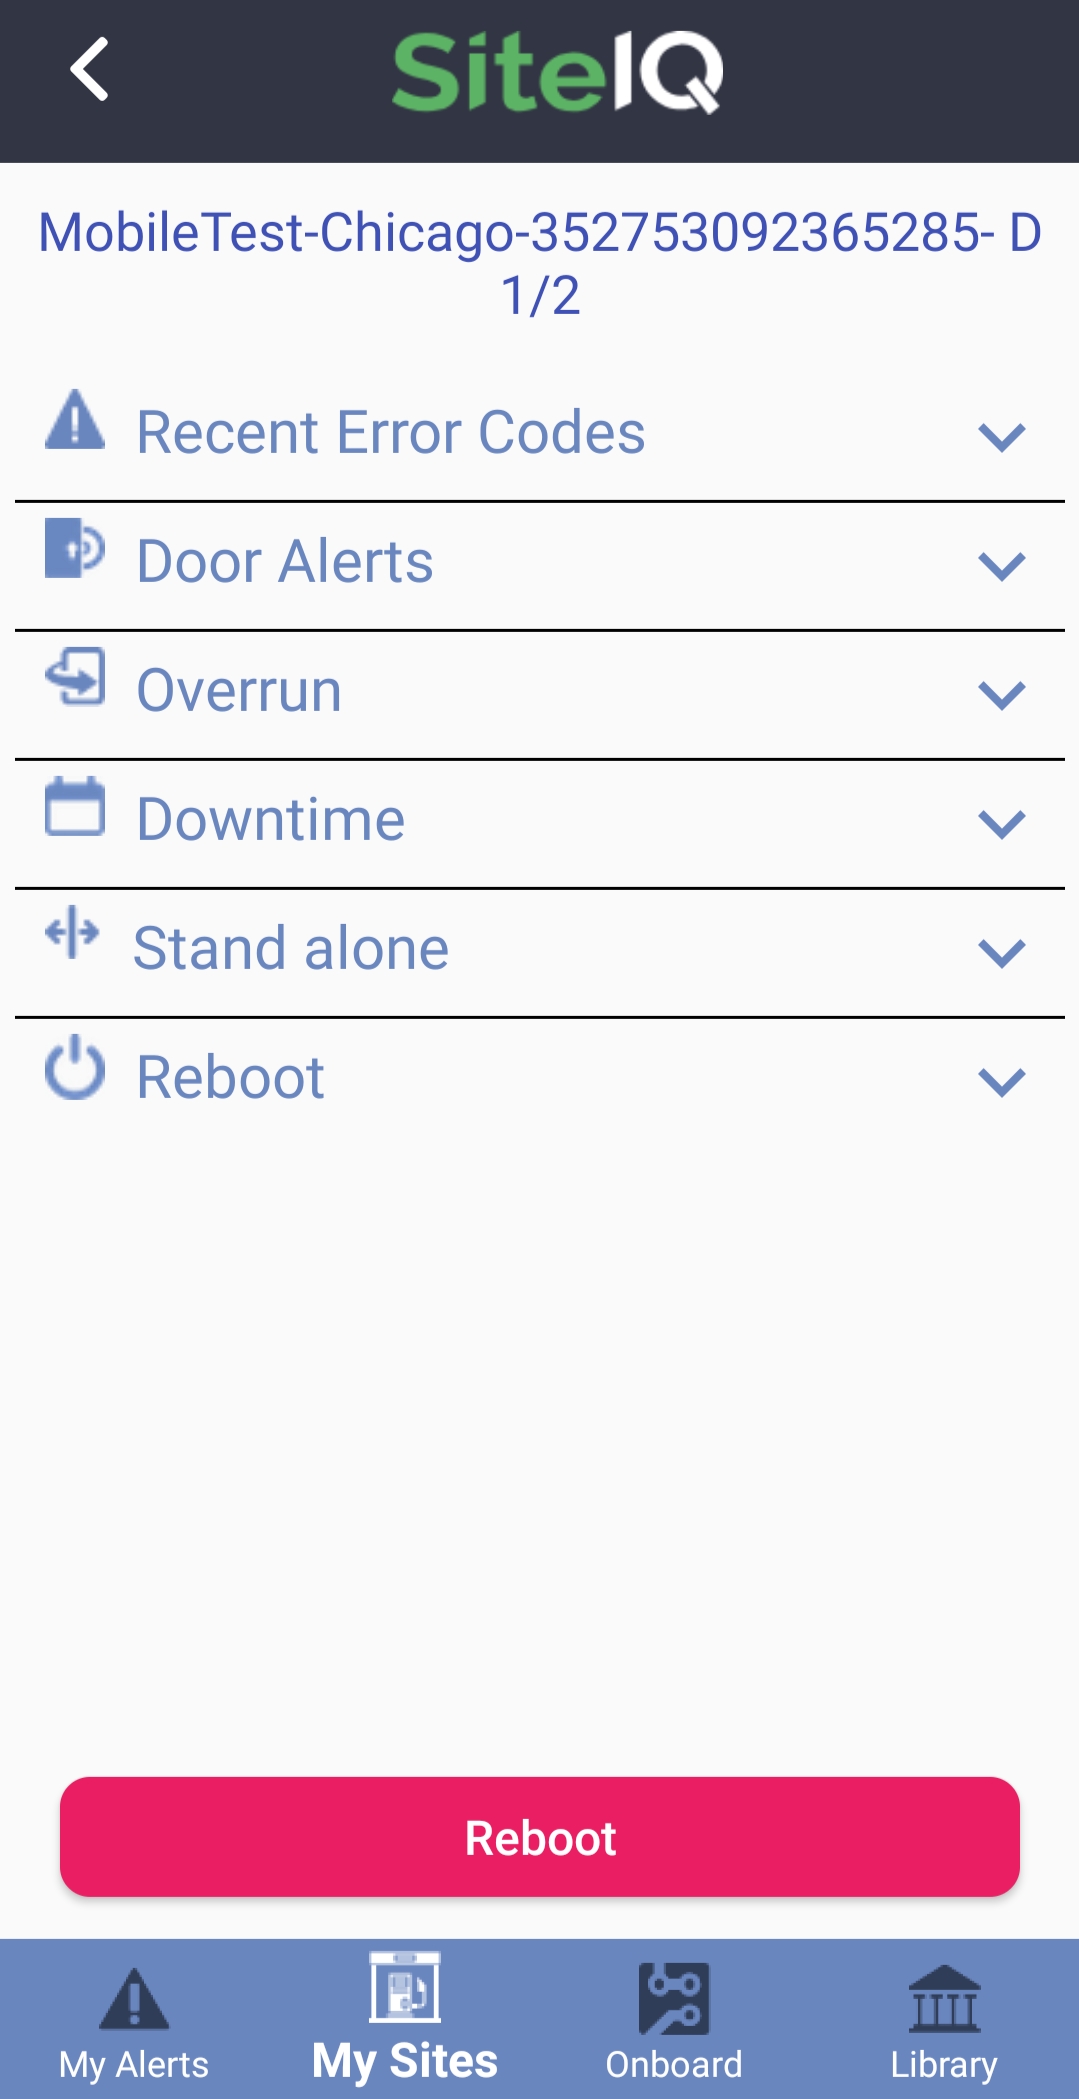 SiteIQ
MobileTest-Chicago-352753092365285- D
1/2
Recent Error Codes
Door Alerts
Overrun
Downtime
Stand alone
Reboot
Reboot
My Alerts
My Sites
Onboard
Library